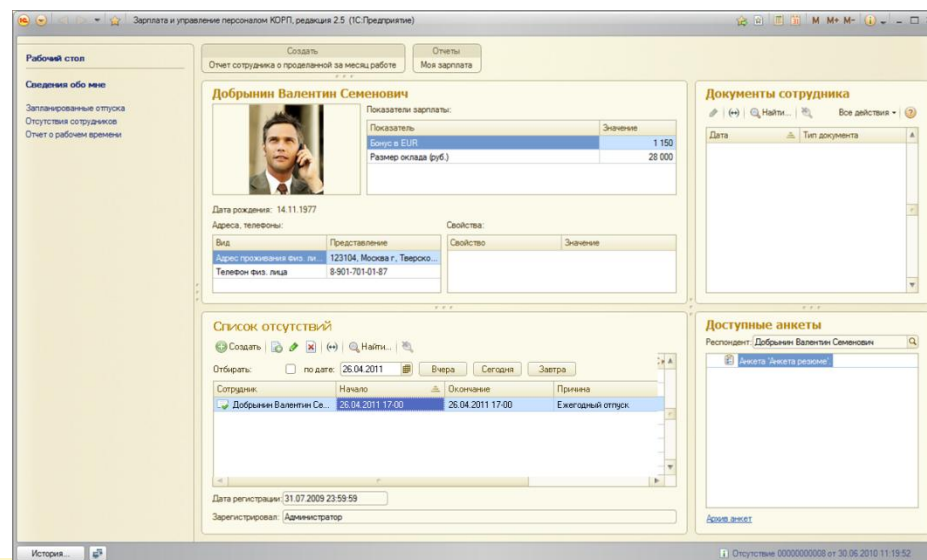 Зарплата и управление персоналом КОРП, редакция 2.5 (1С:Предприятие)
M M+ M-
Рабочий стол
Сведения обо мне
Запланированные отпуска
Отсутствия сотрудников
Отчет о рабочем времени
Создать
Отчет сотрудника о проделанной за месяц работе
Отчеты
Моя зарплата
Добрынин Валентин Семенович
Показатели зарплаты:
Показатель Значение
Бонус в EUR 1 150
Размер оклада (руб.) 28 000
Дата рождения: 14.11.1977
Адреса, телефоны:
Вид Представление
Адрес проживания физ. ли... 123104, Москва г, Тверско...
Телефон физ. лица 8-901-701-01-87
Свойства:
Свойство Значение
Документы сотрудника
Найти... Все действия
Дата Тип документа
Список отсутствий
Создать Найти...
Отбирать: по дате: 26.04.2011 Вчера Сегодня Завтра
Сотрудник Начало Окончание Причина
Добрынин Валентин Се... 26.04.2011 17-00 26.04.2011 17-00 Ежегодный отпуск
Дата регистрации: 31.07.2009 23:59:59
Зарегистрировал: Администратор
Доступные анкеты
Респондент: Добрынин Валентин Семенович
Анкета "Анкета резюме"
Архив анкет
История...
Отсутствие 00000000008 от 30.06.2010 11:19:52